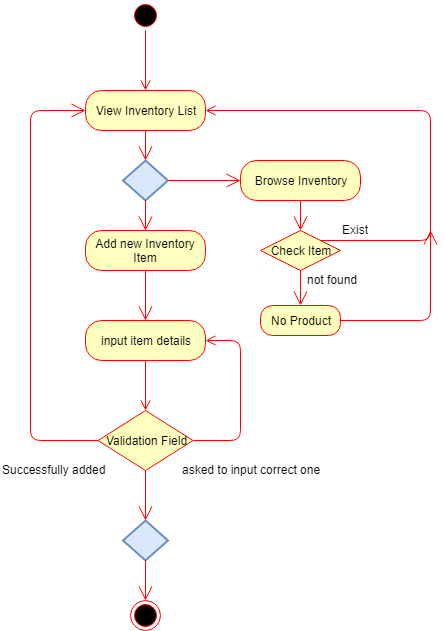 View Inventory List
Browse Inventory
Exist
Add new Inventory
Item
Check Item
not found
No Product
input item details
Validation Field
Successfully added
asked to input correct one